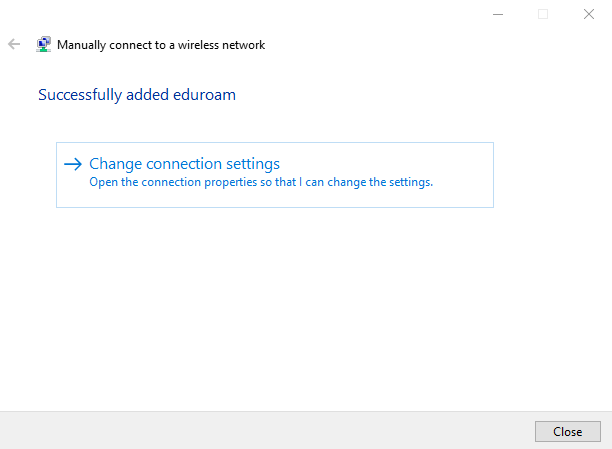 Manually connect to a wireless network
Successfully added eduroam
Change connection settings
Open the connection properties so that I can change the settings.
Close